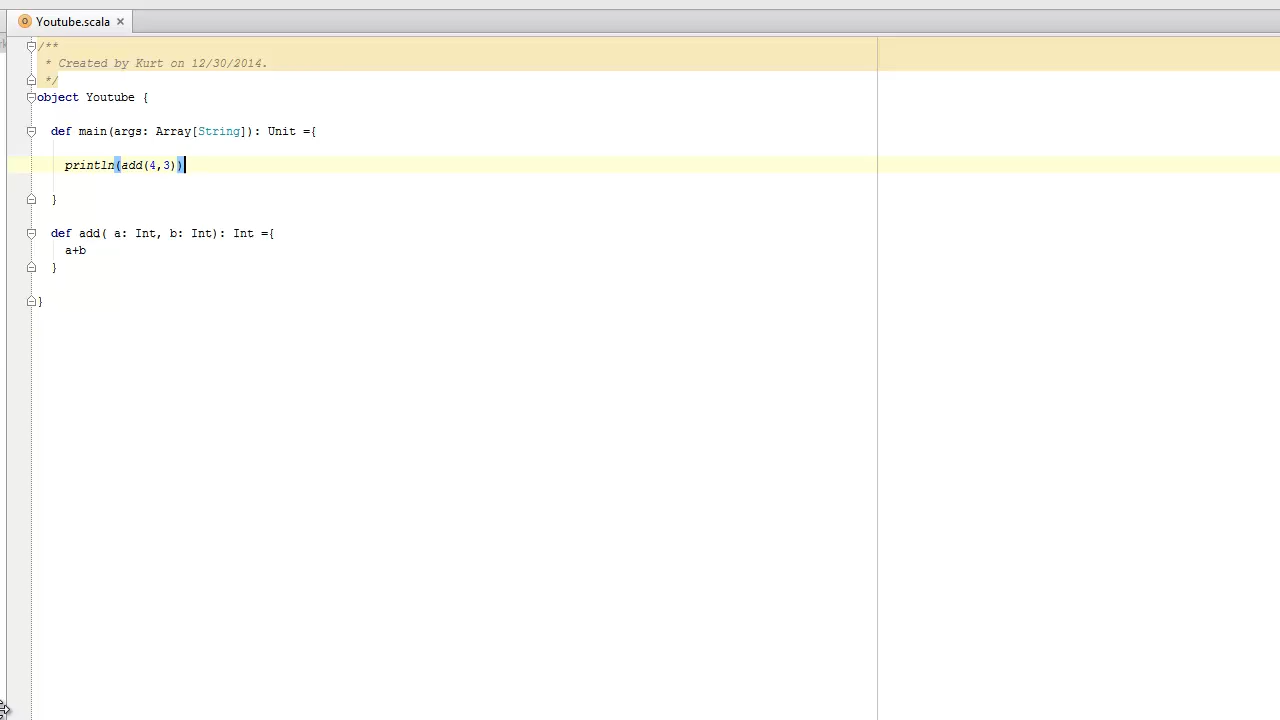 Youtube.scala
/**
 * Created by Kurt on 12/30/2014.
 */
object Youtube {
  def main(args: Array[String]): Unit ={
    println(add(4,3))
  }
  def add( a: Int, b: Int): Int ={
    a+b
  }
}